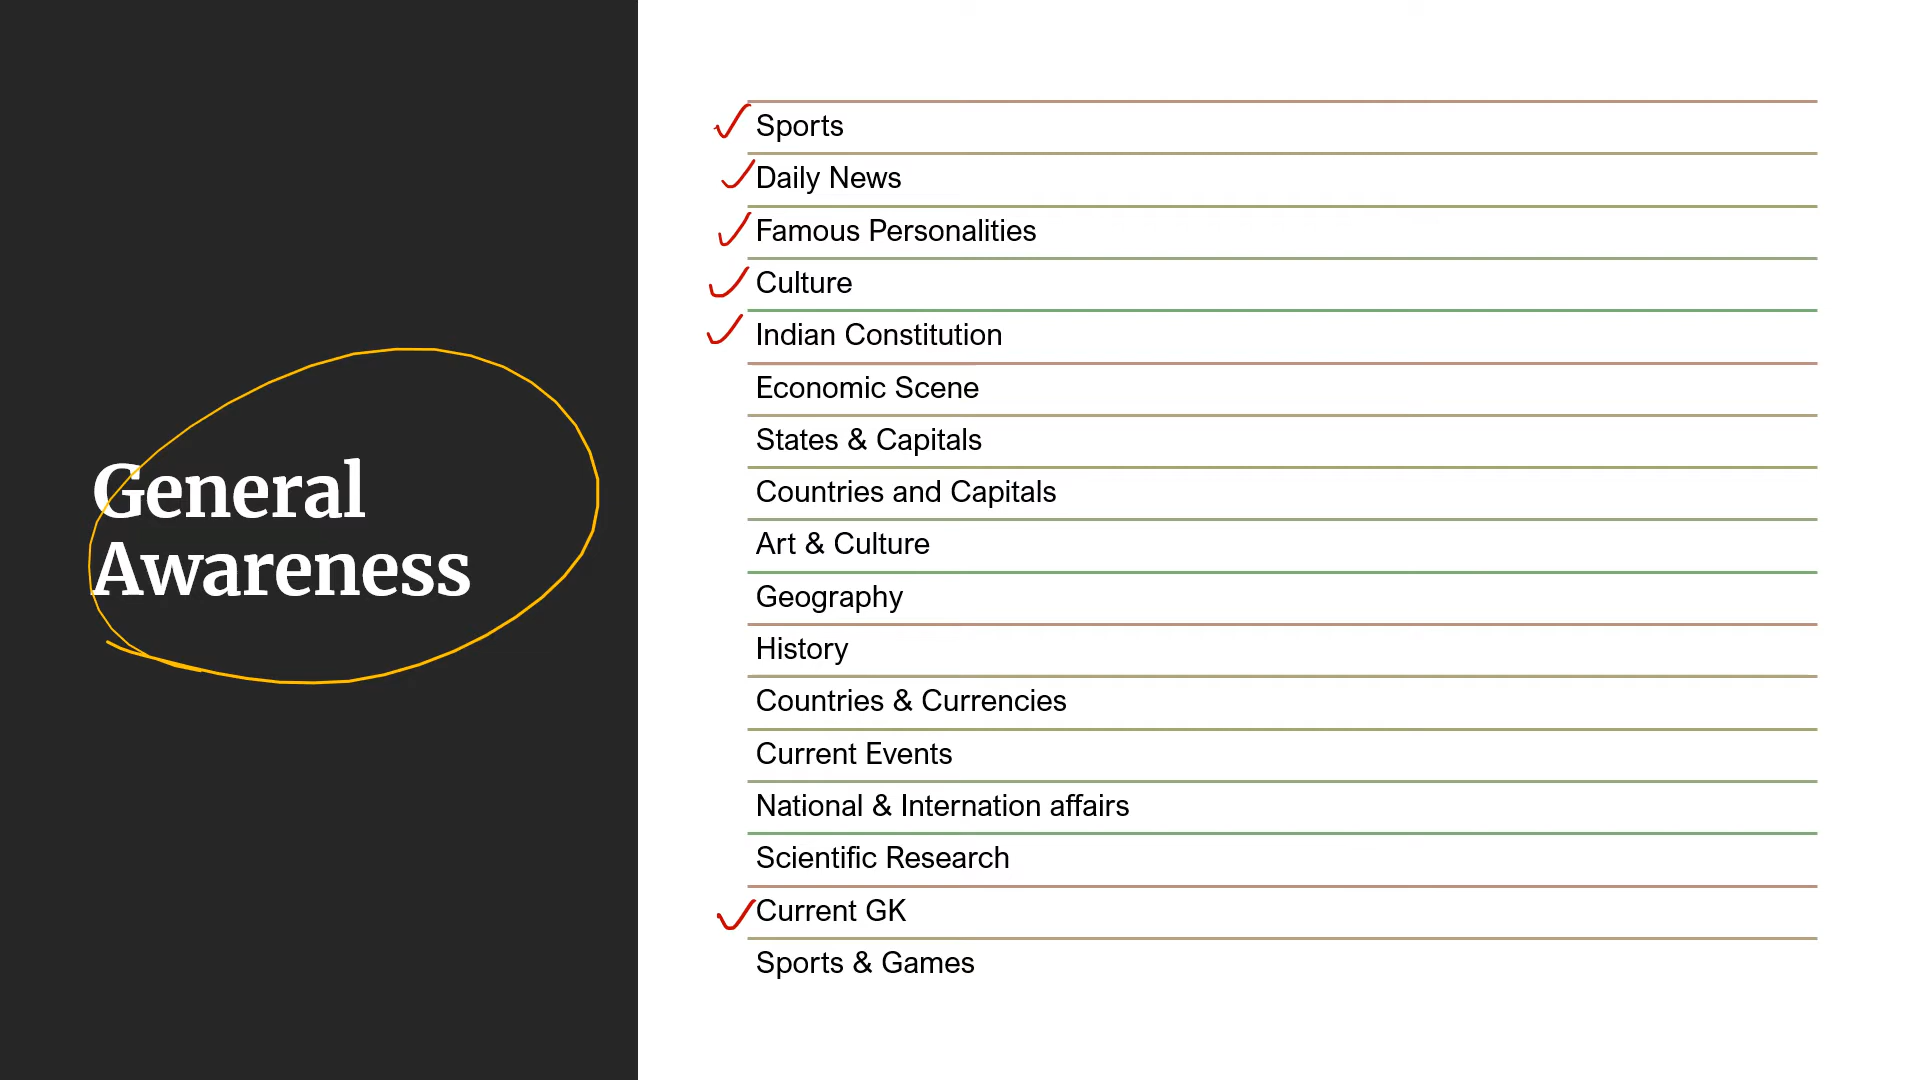 General
Awareness
Sports
Daily News
Famous Personalities
Culture
Indian Constitution
Economic Scene
States & Capitals
Countries and Capitals
Art & Culture
Geography
History
Countries & Currencies
Current Events
National & Internation affairs
Scientific Research
Current GK
Sports & Games